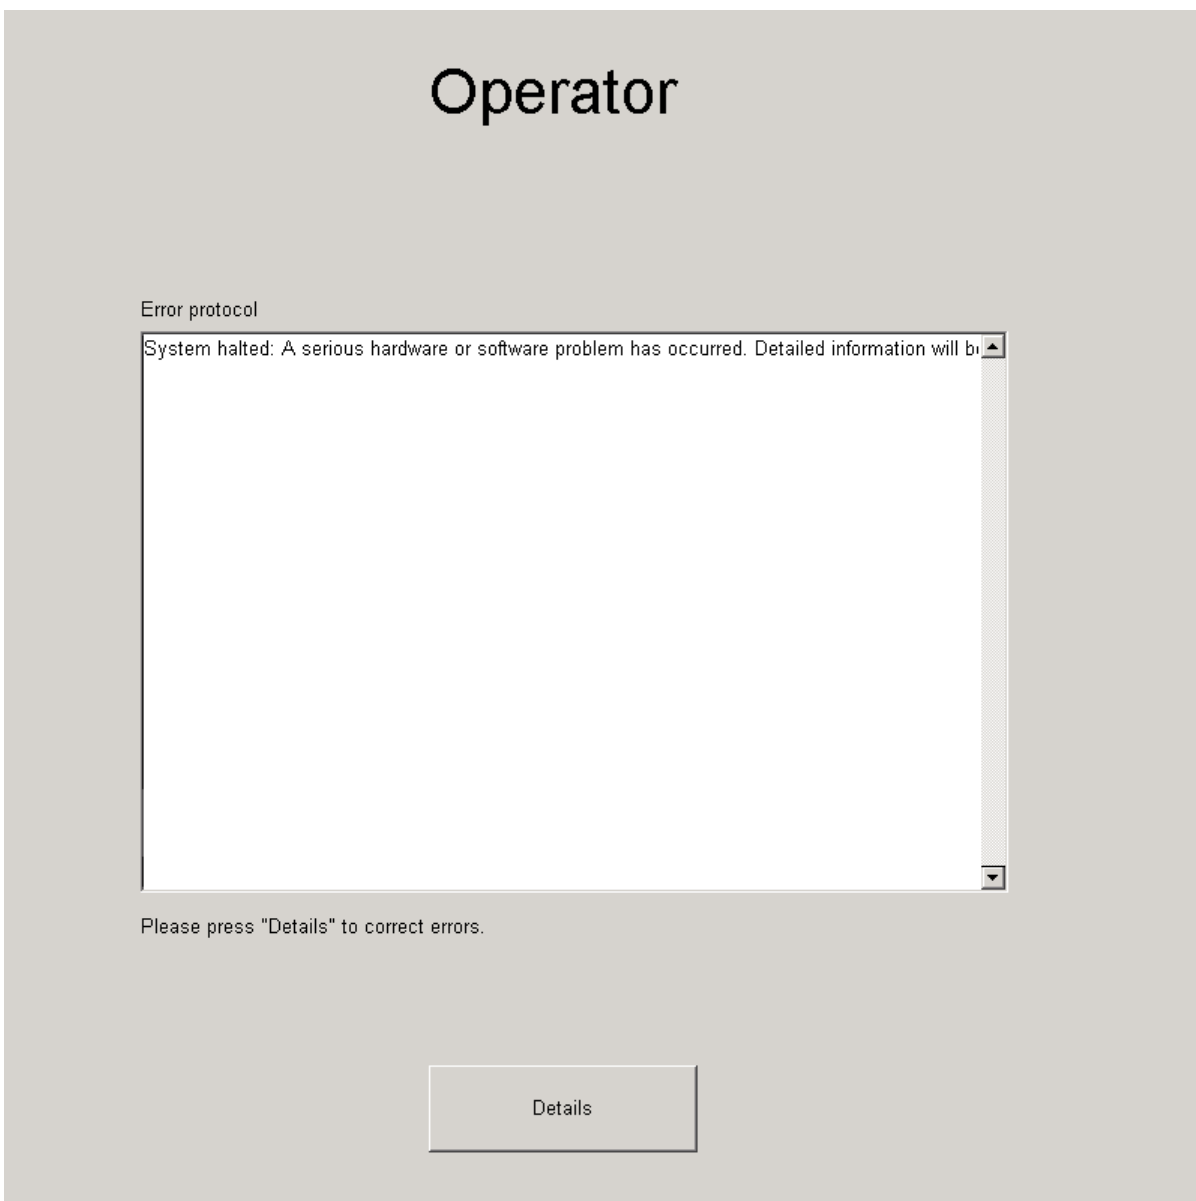 Operator
Error protocol
System halted: A serious hardware or software problem has occurred. Detailed information will
Please press "Details" to correct errors.
Details